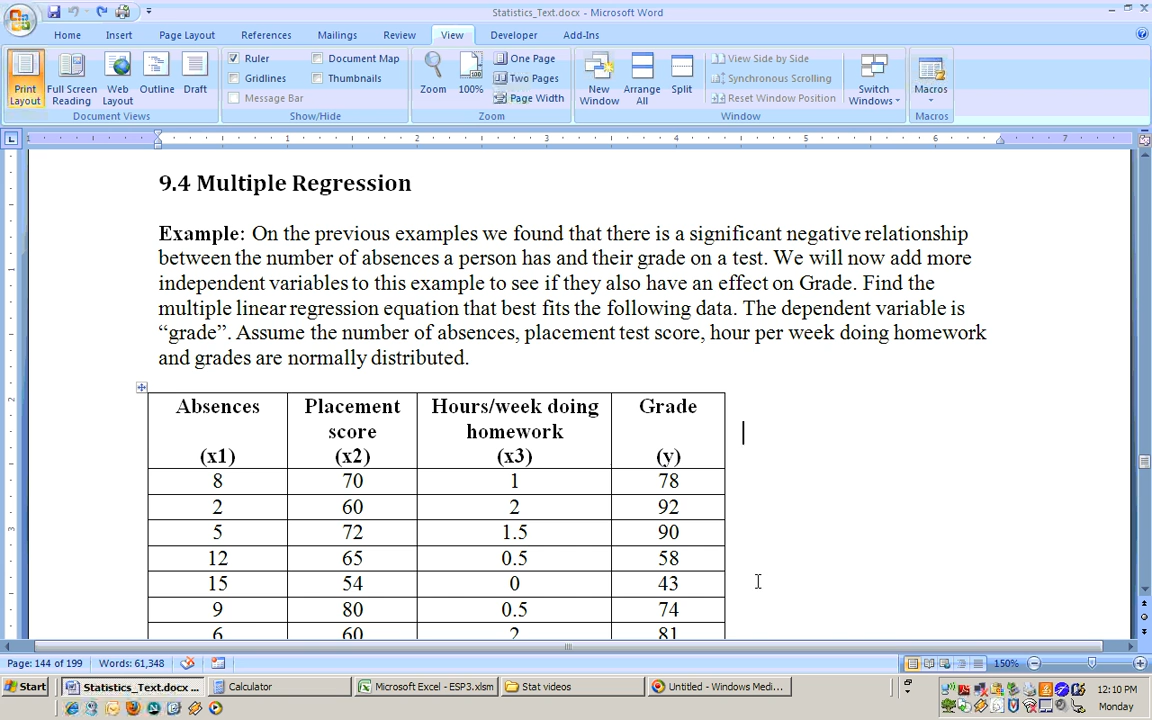 Statistics_Text.docx - Microsoft Word
Home Insert Page Layout References Mailings Review View Developer Add-Ins
Print Layout
Full Screen Reading
Web Layout
Outline
Draft
Document Views
Ruler
Gridlines
Message Bar
Document Map
Thumbnails
Show/Hide
Zoom
100%
One Page
Two Pages
Page Width
Zoom
New Window
Arrange All
Split
View Side by Side
Synchronous Scrolling
Reset Window Position
Window
Switch Windows
Macros
Macros
1 1 2 3 4 5 6 7
9.4 Multiple Regression
Example: On the previous examples we found that there is a significant negative relationship
between the number of absences a person has and their grade on a test. We will now add more
independent variables to this example to see if they also have an effect on Grade. Find the
multiple linear regression equation that best fits the following data. The dependent variable is
“grade”. Assume the number of absences, placement test score, hour per week doing homework
and grades are normally distributed.
Absences Placement Hours/week doing Grade
score homework
(x1) (x2) (x3) (y)
8 70 1 78
2 60 2 92
5 72 1.5 90
12 65 0.5 58
15 54 0 43
9 80 0.5 74
6 60 2 81
Page: 144 of 199 Words: 61,348 150%
Start Statistics_Text.docx ... Calculator Microsoft Excel - ESP3.xlsm Stat videos Untitled - Windows Medi...
12:10 PM
Monday